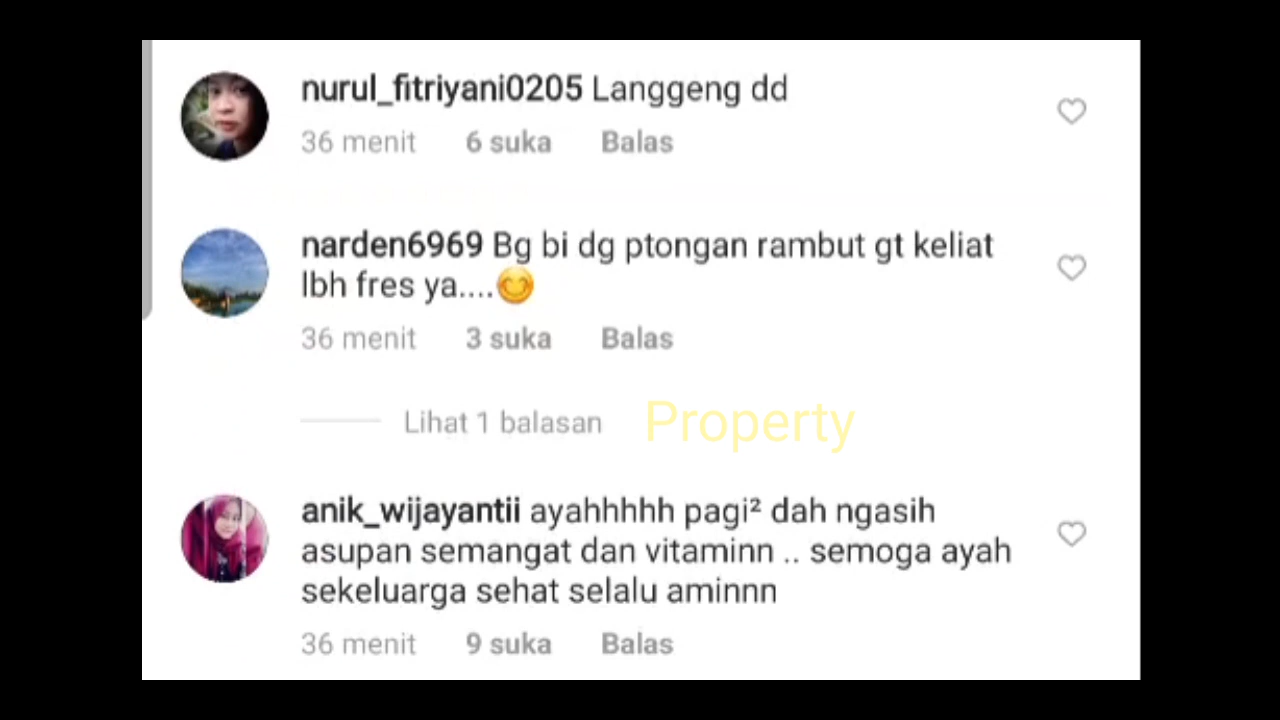 nurul_fitriyani0205 Langgeng dd
36 menit 6 suka Balas
narden6969 Bg bi dg ptongan rambut gt keliat
lbh fres ya....😊
36 menit 3 suka Balas
Lihat 1 balasan
Property
anik_wijayantii ayahhhhh pagi² dah ngasih
asupan semangat dan vitaminn .. semoga ayah
sekeluarga sehat selalu aminnn
36 menit 9 suka Balas